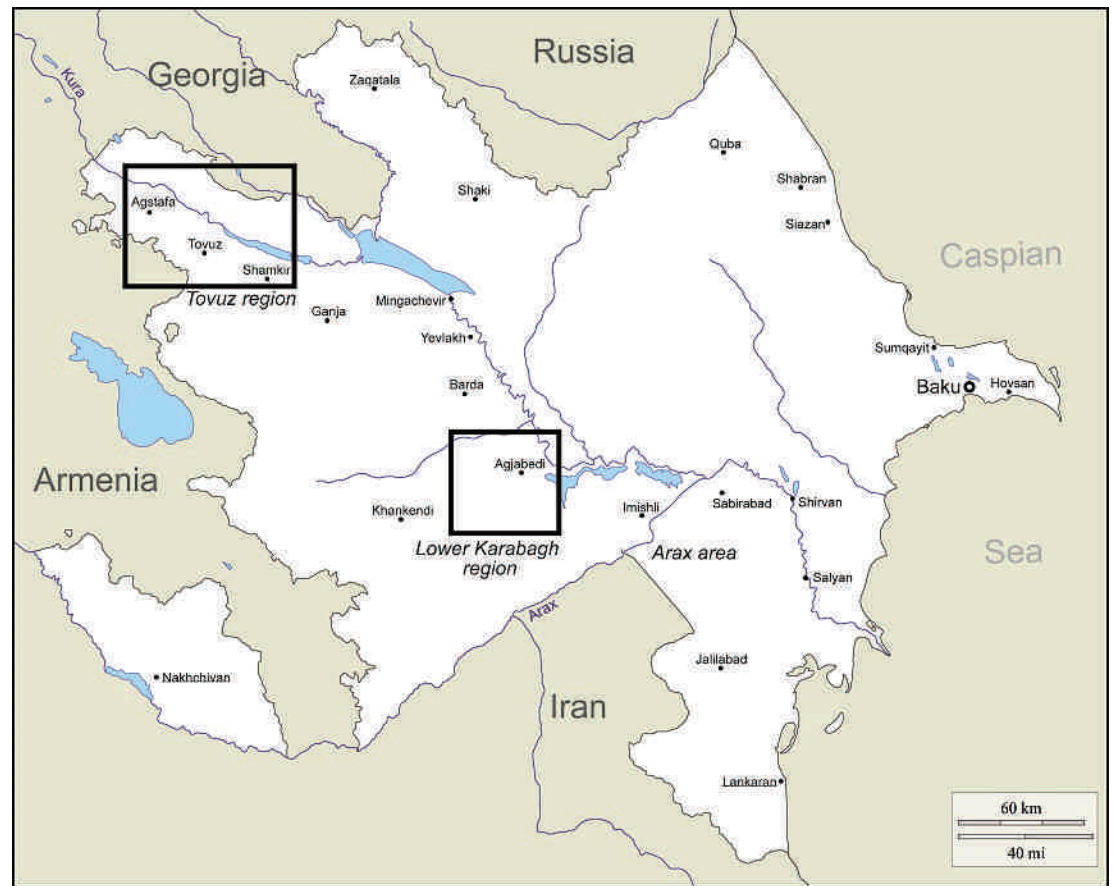 Russia
Georgia
Kura
Zaqatala
Quba
Shabran
Shaki
Agstafa
Siazan
Tovuz
Caspian
Shamkir
Tovuz region
Mingachevir
Ganja
Yevlakh
Sumqayit
Baku
Hovsan
Barda
Armenia
Agjabedi
Khankendi
Imishli
Sabirabad
Shirvan
Lower Karabagh
region
Arax area
Sea
Salyan
Arax
Jalilabad
Nakhchivan
Iran
Lankaran
60 km
40 mi